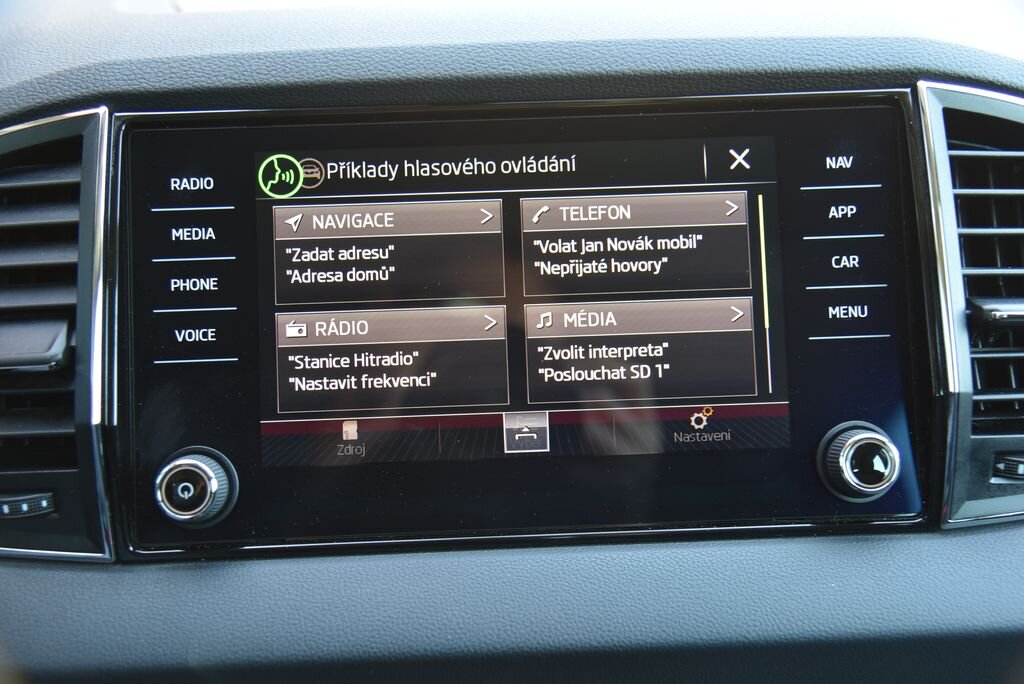 RADIO
MEDIA
PHONE
VOICE
Příklady hlasového ovládání
NAVIGACE
"Zadat adresu"
"Adresa domů"
TELEFON
"Volat Jan Novák mobil"
"Nepřijaté hovory"
RÁDIO
"Stanice Hitradio"
"Nastavit frekvenci"
MÉDIA
"Zvolit interpreta"
"Poslouchat SD 1"
Zdroj
Nastavení
NAV
APP
CAR
MENU